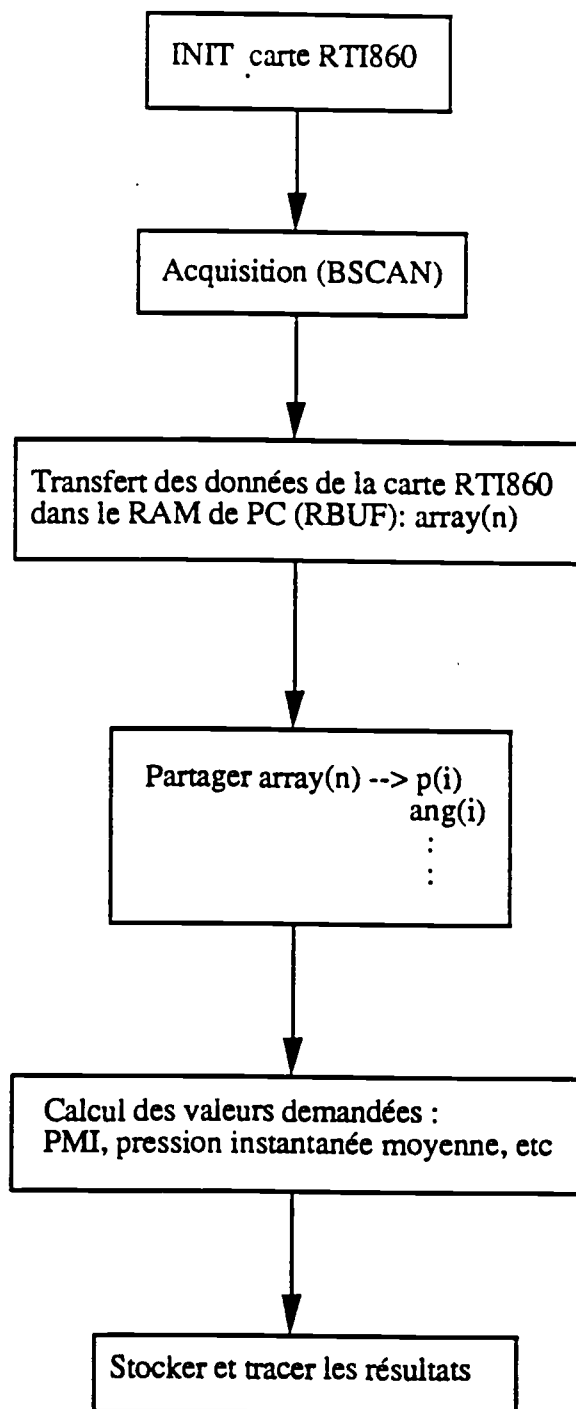 INIT carte RTI860
Acquisition (BSCAN)
Transfert des données de la carte RTI860
dans le RAM de PC (RBUF): array(n)
Partager array(n) --> p(i)
ang(i)
:
:
Calcul des valeurs demandées :
PMI, pression instantanée moyenne, etc
Stocker et tracer les résultats